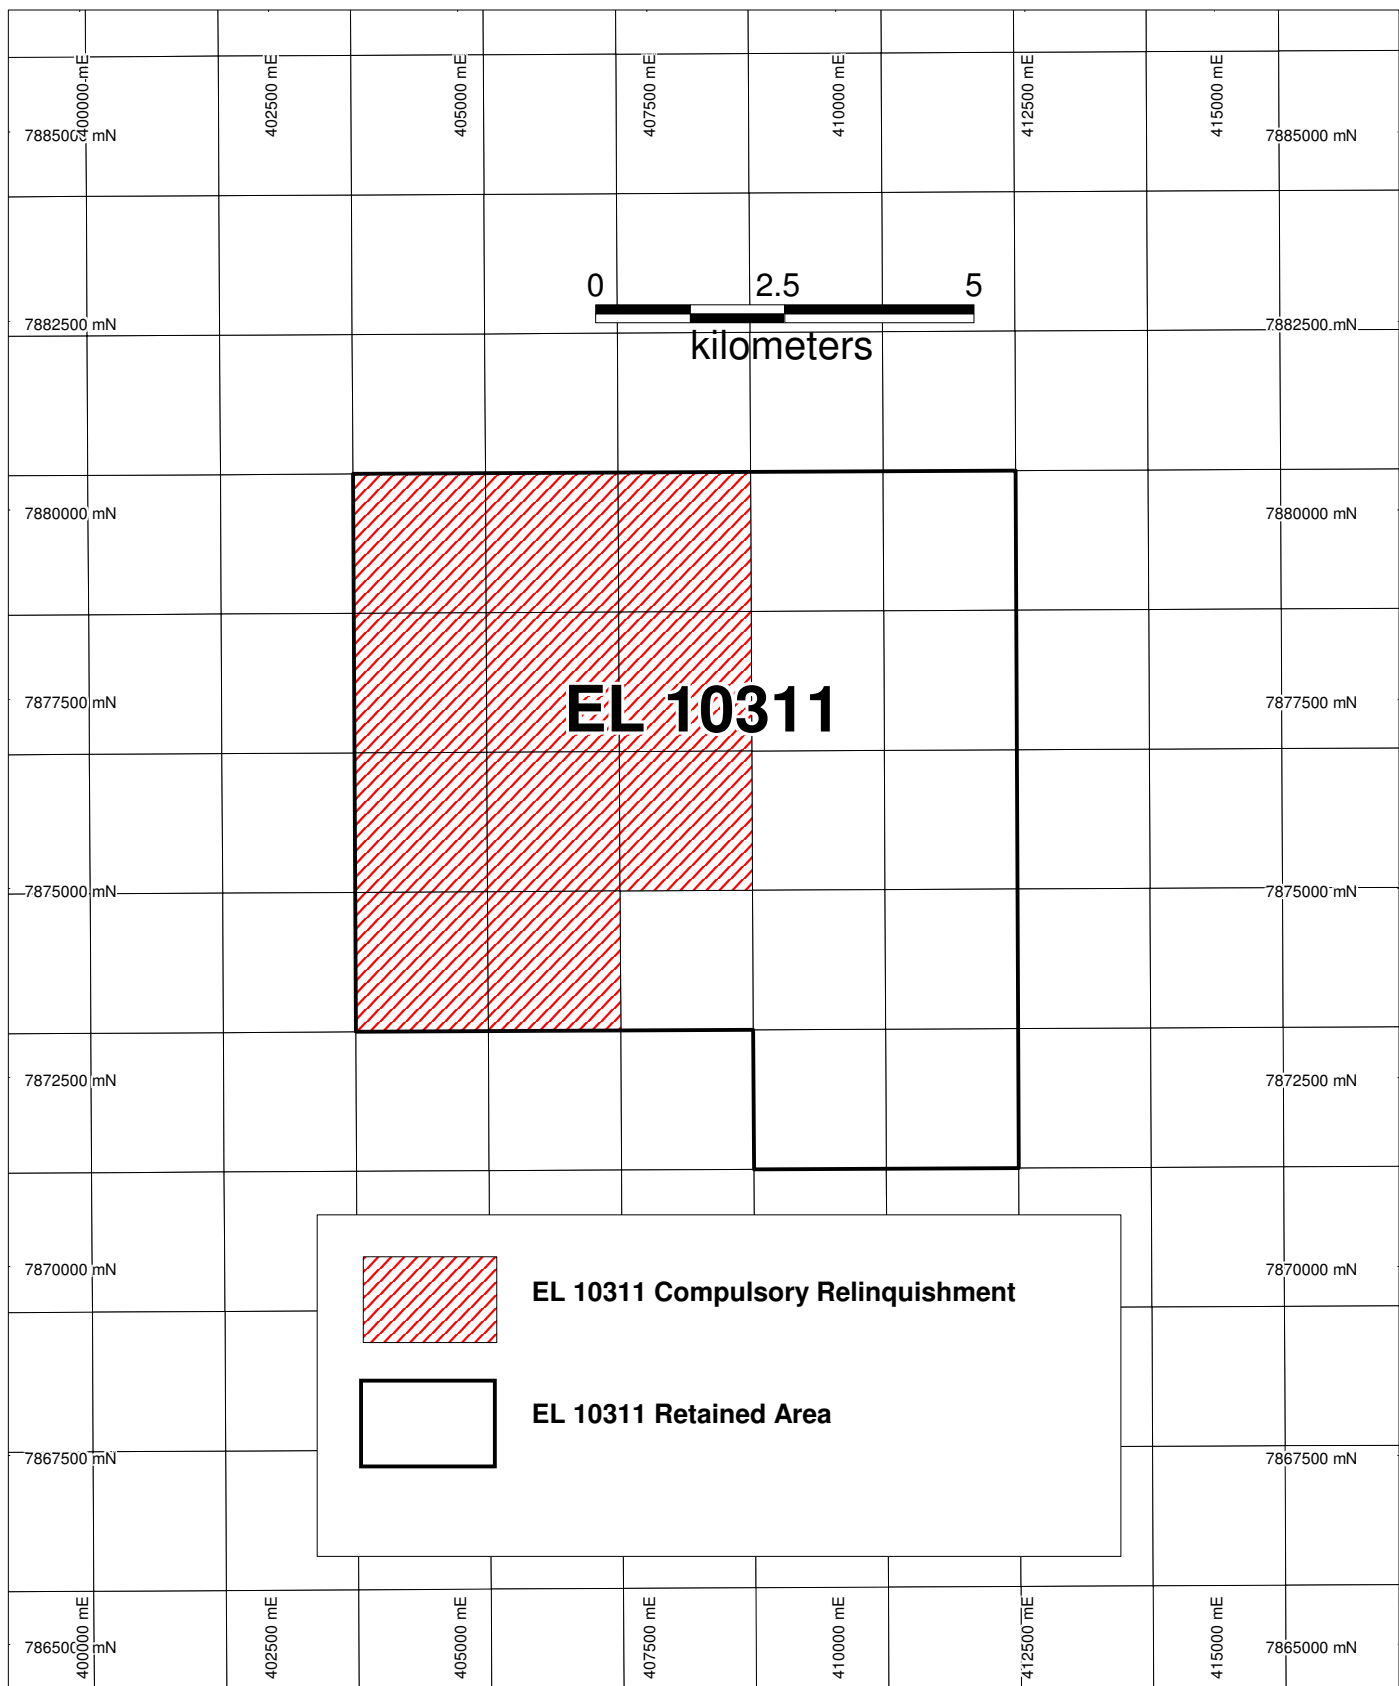 400000 mE
402500 mE
405000 mE
407500 mE
410000 mE
412500 mE
415000 mE
7885000 mN
7885000 mN
0 2.5 5
kilometers
7882500 mN
7882500 mN
7880000 mN
7880000 mN
EL 10311
7877500 mN
7877500 mN
7875000 mN
7875000 mN
7872500 mN
7872500 mN
7870000 mN
7870000 mN
EL 10311 Compulsory Relinquishment
EL 10311 Retained Area
7867500 mN
7867500 mN
7865000 mN
7865000 mN
400000 mE
402500 mE
405000 mE
407500 mE
410000 mE
412500 mE
415000 mE